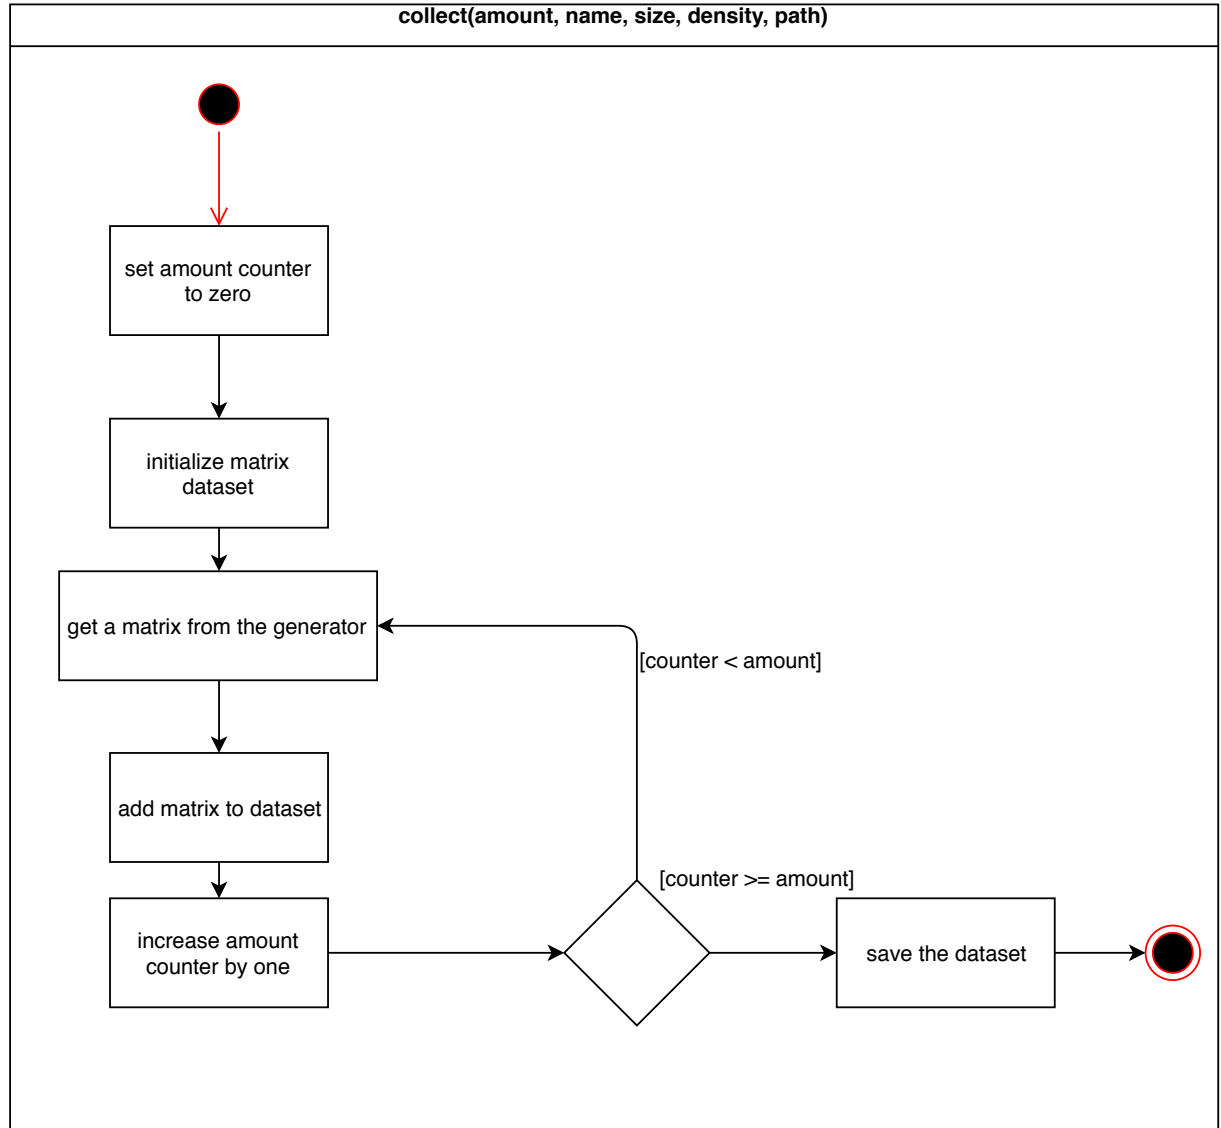 collect(amount, name, size, density, path)
set amount counter
to zero
initialize matrix
dataset
get a matrix from the generator
[counter < amount]
add matrix to dataset
[counter >= amount]
increase amount
counter by one
save the dataset